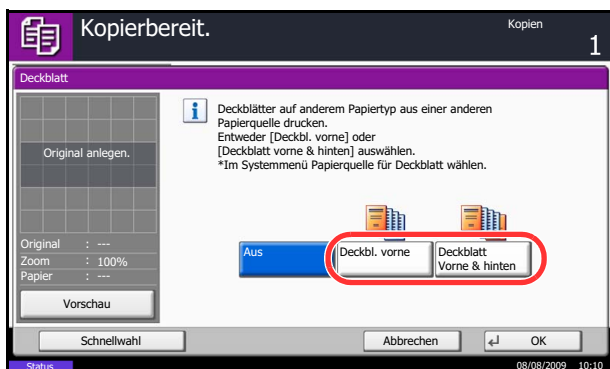 Kopierbereit.
Kopien
1
Deckblatt
Original anlegen.
Original : ---
Zoom : 100%
Papier : ---
Vorschau
Deckblätter auf anderem Papiertyp aus einer anderen
Papierquelle drucken.
Entweder [Deckbl. vorne] oder
[Deckblatt vorne & hinten] auswählen.
*Im Systemmenü Papierquelle für Deckblatt wählen.
Aus
Deckbl. vorne
Deckblatt
Vorne & hinten
Schnellwahl
Abbrechen
OK
Status
08/08/2009 10:10